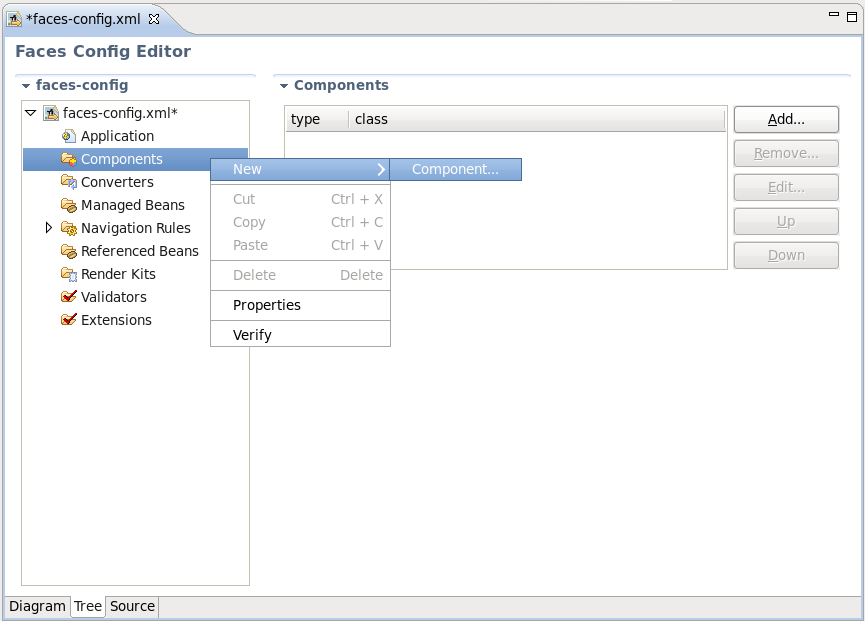 *faces-config.xml
Faces Config Editor
faces-config
faces-config.xml*
Application
Components
Converters
Managed Beans
Navigation Rules
Referenced Beans
Render Kits
Validators
Extensions
Components
type class
Add...
Remove...
Edit...
Up
Down
New
Component...
Cut Ctrl + X
Copy Ctrl + C
Paste Ctrl + V
Delete Delete
Properties
Verify
Diagram Tree Source